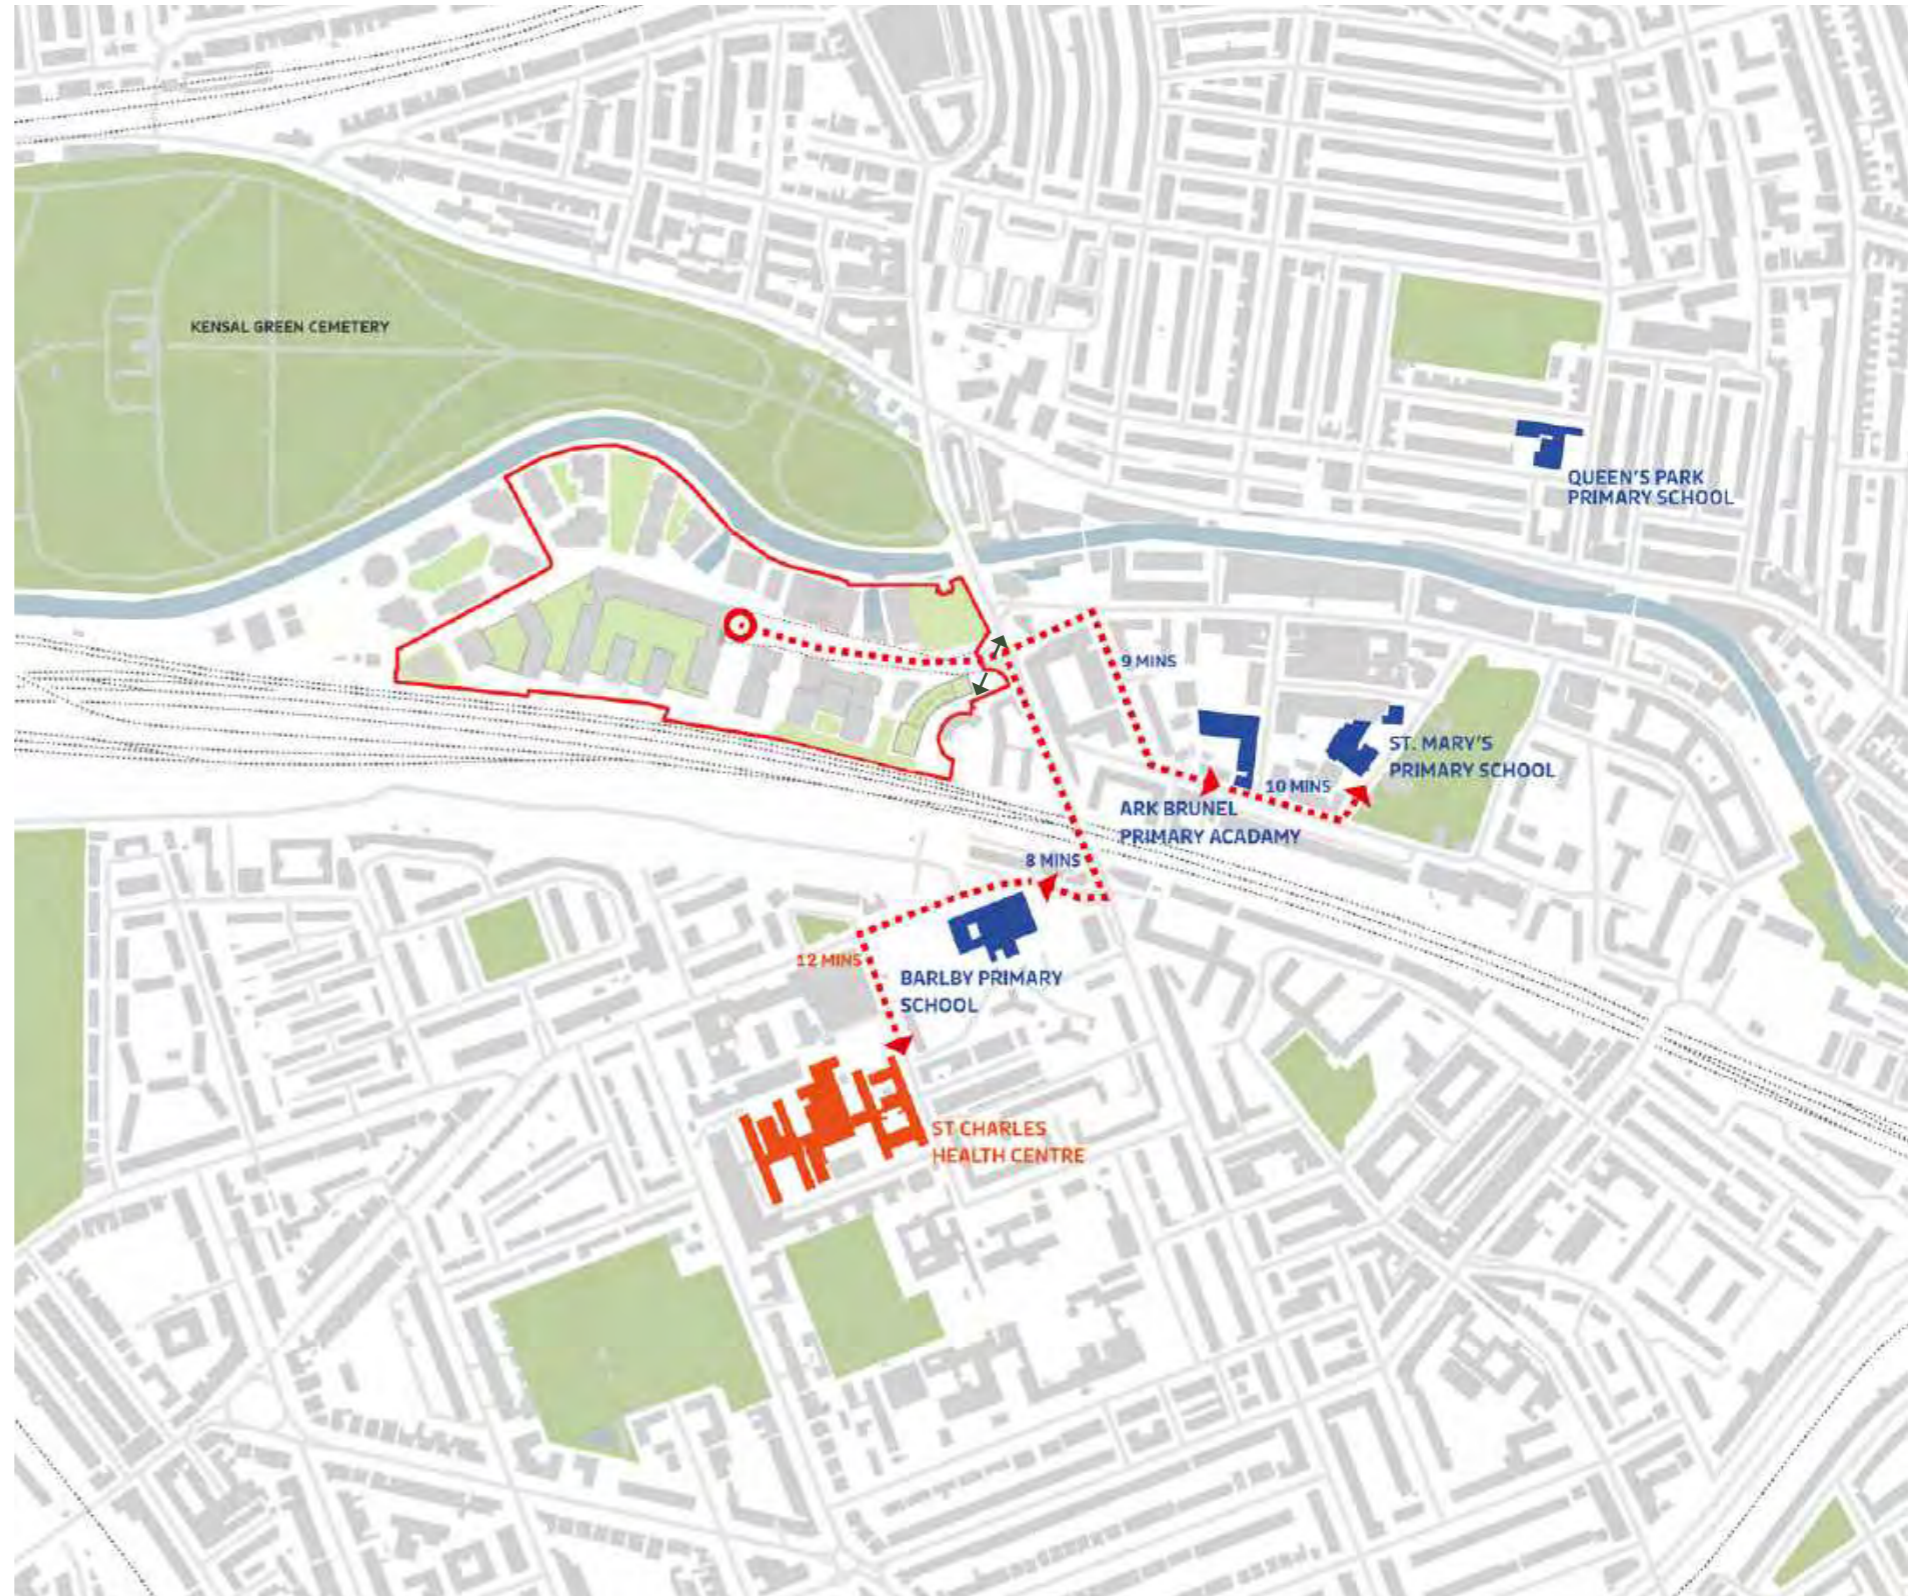 KENSAL GREEN CEMETERY
QUEEN'S PARK
PRIMARY SCHOOL
9 MINS
ST. MARY'S
PRIMARY SCHOOL
10 MINS
ARK BRUNEL
PRIMARY ACADAMY
8 MINS
12 MINS
BARLBY PRIMARY
SCHOOL
ST CHARLES
HEALTH CENTRE